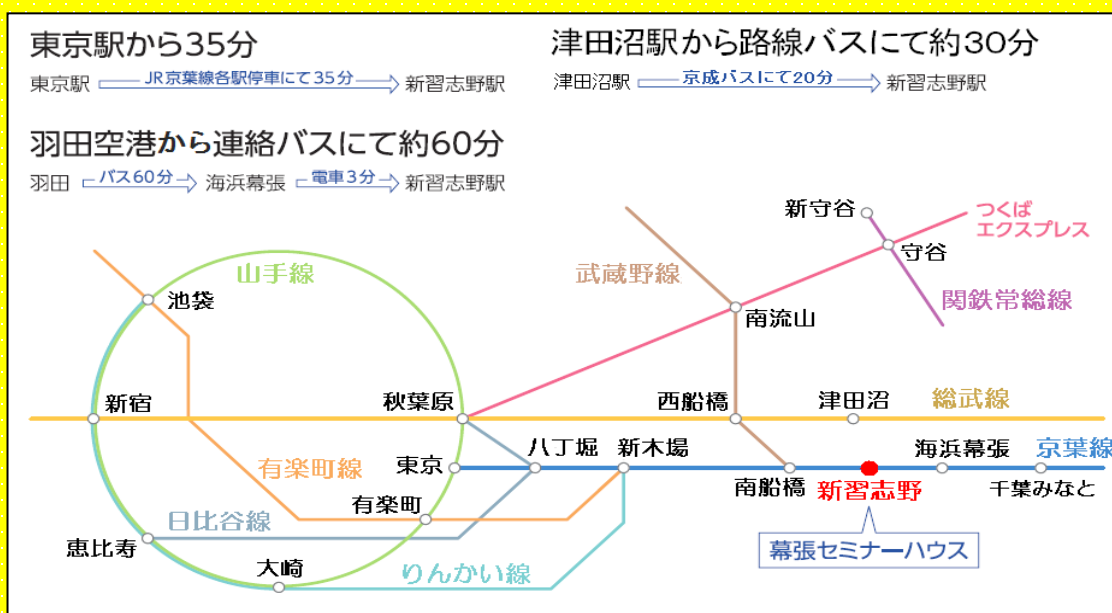 東京駅から35分
東京駅 JR京葉線各駅停車にて35分 新習志野駅
津田沼駅から路線バスにて約30分
津田沼駅 京成バスにて20分 新習志野駅
羽田空港から連絡バスにて約60分
羽田 バス60分 海浜幕張 電車3分 新習志野駅
新守谷
つくば
エクスプレス
守谷
山手線
武蔵野線
関鉄常総線
池袋
南流山
新宿
秋葉原
西船橋
津田沼
総武線
八丁堀
新木場
海浜幕張
京葉線
東京
有楽町線
南船橋
新習志野
千葉みなと
有楽町
日比谷線
恵比寿
幕張セミナーハウス
大崎
りんかい線